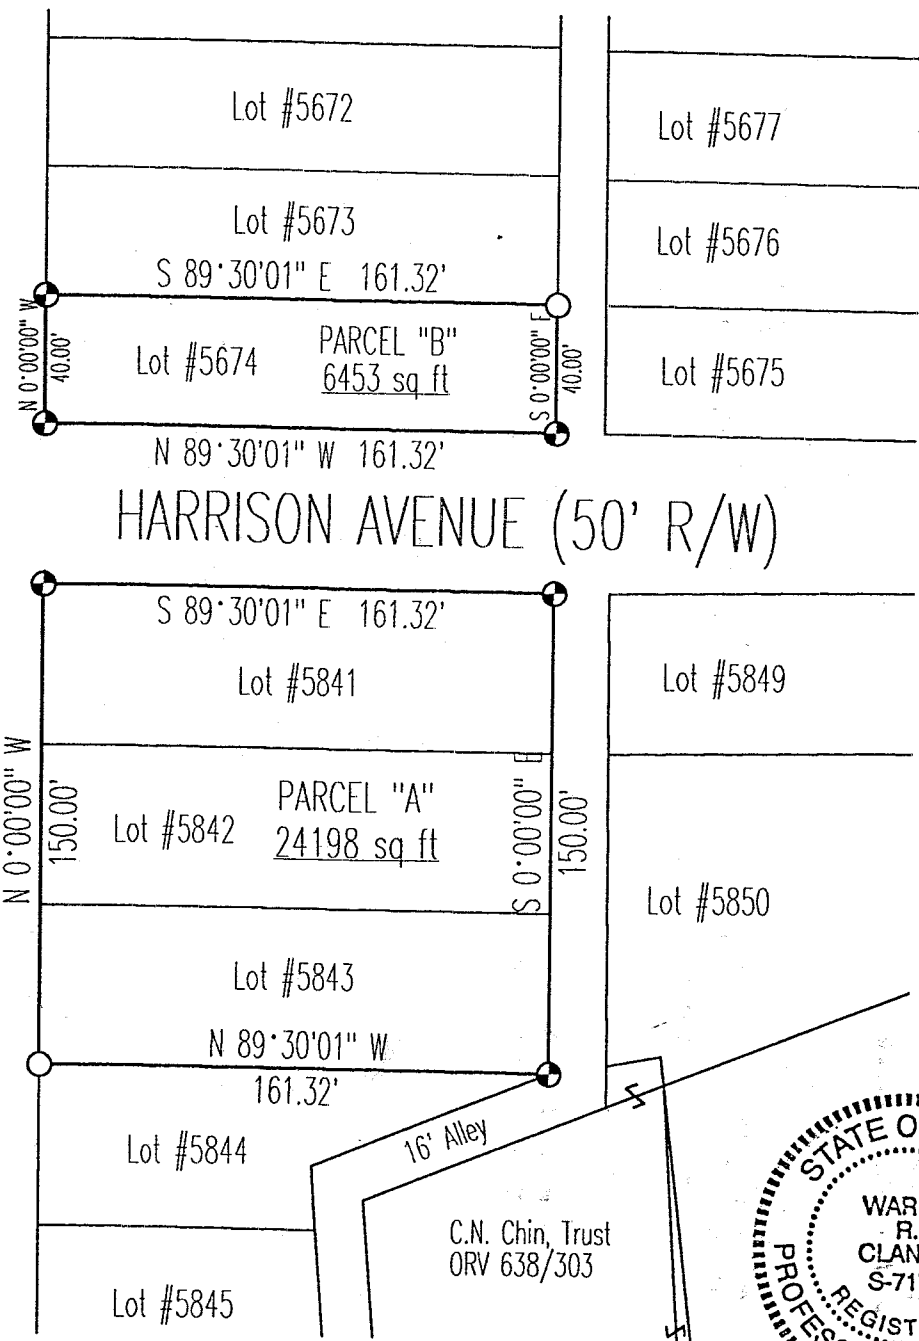 Lot #5672
Lot #5677
Lot #5673
Lot #5676
S 89°30'01" E 161.32'
N 0°00'00" W
40.00'
Lot #5674
PARCEL "B"
6453 sq ft
S 0°00'00" E
40.00'
Lot #5675
N 89°30'01" W 161.32'
HARRISON AVENUE (50' R/W)
S 89°30'01" E 161.32'
Lot #5841
Lot #5849
N 0°00'00" W
150.00'
Lot #5842
PARCEL "A"
24198 sq ft
S 0°00'00" E
150.00'
Lot #5850
Lot #5843
N 89°30'01" W
161.32'
Lot #5844
16' Alley
C.N. Chin, Trust
ORV 638/303
Lot #5845
STATE O
WAR
R.
CLAN
S-71
REGIST
PROFES